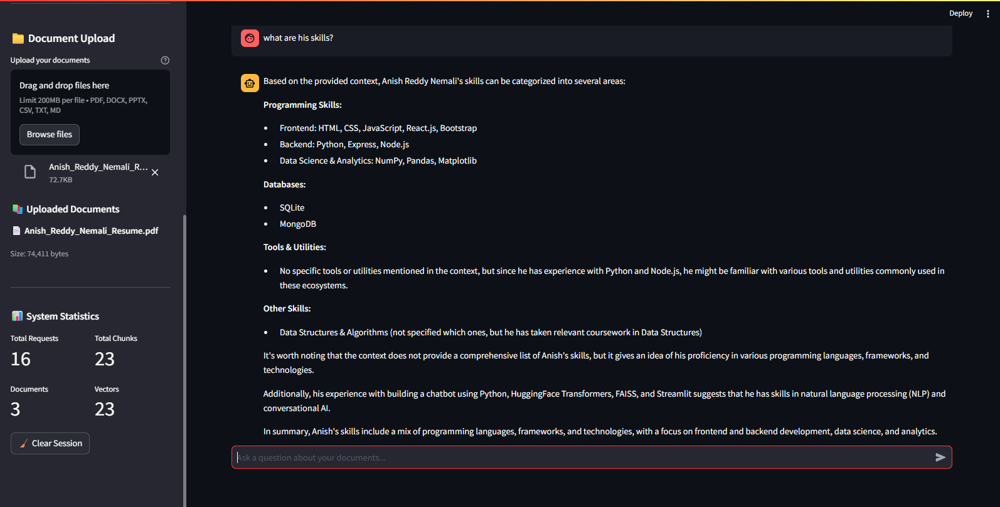 Document Upload
Upload your documents
Drag and drop files here
Limit 200MB per file • PDF, DOCX, PPTX,
CSV, TXT, MD
Browse files
Anish_Reddy_Nemali_R...
72.7KB
Uploaded Documents
Anish_Reddy_Nemali_Resume.pdf
Size: 74,411 bytes
System Statistics
Total Requests Total Chunks
16 23
Documents Vectors
3 23
Clear Session
Deploy
what are his skills?
Based on the provided context, Anish Reddy Nemali's skills can be categorized into several areas:
Programming Skills:
• Frontend: HTML, CSS, JavaScript, React.js, Bootstrap
• Backend: Python, Express, Node.js
• Data Science & Analytics: NumPy, Pandas, Matplotlib
Databases:
• SQLite
• MongoDB
Tools & Utilities:
• No specific tools or utilities mentioned in the context, but since he has experience with Python and Node.js, he might be familiar with various tools and utilities commonly used in
these ecosystems.
Other Skills:
• Data Structures & Algorithms (not specified which ones, but he has taken relevant coursework in Data Structures)
It's worth noting that the context does not provide a comprehensive list of Anish's skills, but it gives an idea of his proficiency in various programming languages, frameworks, and
technologies.
Additionally, his experience with building a chatbot using Python, HuggingFace Transformers, FAISS, and Streamlit suggests that he has skills in natural language processing (NLP) and
conversational AI.
In summary, Anish's skills include a mix of programming languages, frameworks, and technologies, with a focus on frontend and backend development, data science, and analytics.
Ask a question about your documents...